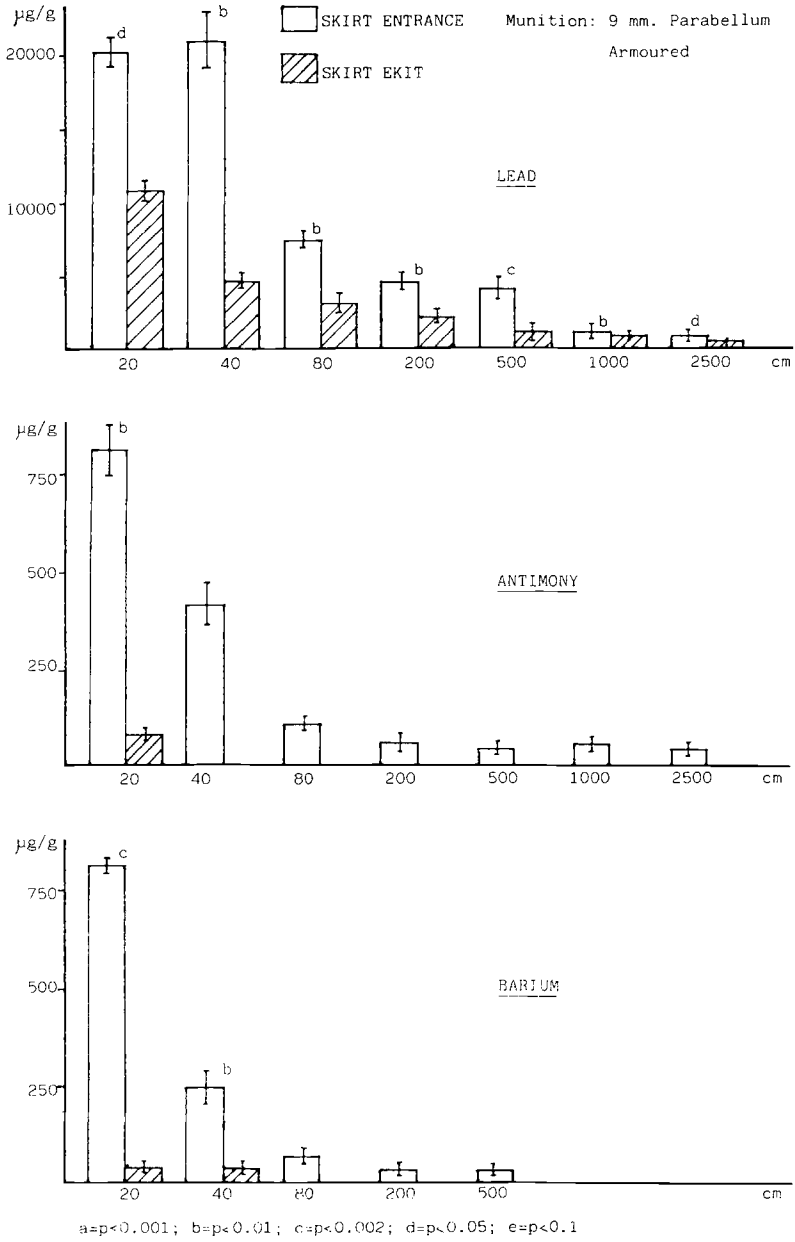 µg/g
SKIRT ENTRANCE Munition: 9 mm. Parabellum
SKIRT EKIT Armoured
d b
20000
LEAD
10000
b b c b d
20 40 80 200 500 1000 2500 cm
µg/g
b
750
500
ANTIMONY
250
20 40 80 200 500 1000 2500 cm
µg/g
c
750
500
BARIUM
b
250
20 40 80 200 500 cm
a=p<0.001; b=p<0.01; c=p<0.002; d=p<0.05; e=p<0.1